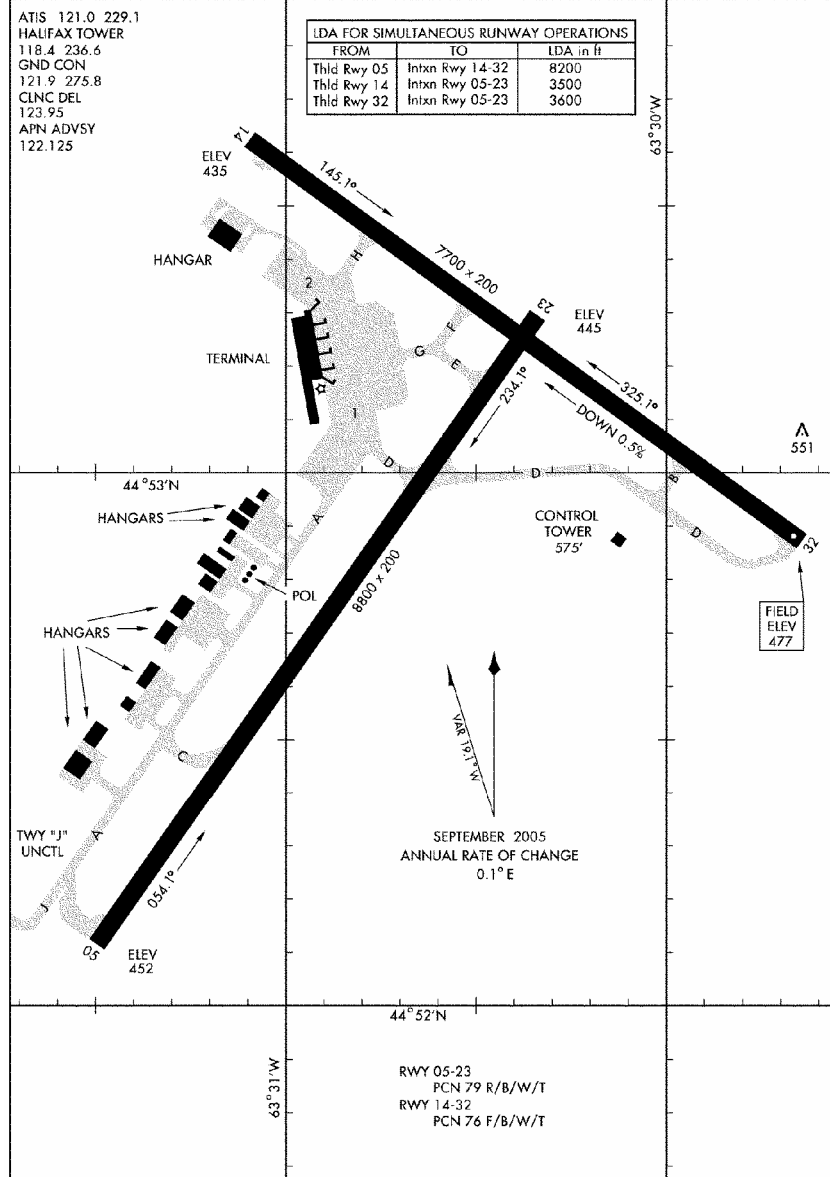 ATIS 121.0 229.1
HALIFAX TOWER
118.4 236.6
GND CON
121.9 275.8
CLNC DEL
123.95
APN ADVSY
122.125
LDA FOR SIMULTANEOUS RUNWAY OPERATIONS
FROM TO LDA in ft
Thld Rwy 05 Intxn Rwy 14-32 8200
Thld Rwy 14 Intxn Rwy 05-23 3500
Thld Rwy 32 Intxn Rwy 05-23 3600
63°30'W
14
ELEV
435
145.1°
HANGAR
H
7700 x 200
2
23
ELEV
445
F
TERMINAL
G
E
234.1°
325.1°
DOWN 0.5%
1
551
D
D
B
44°53'N
HANGARS
A
CONTROL
TOWER
575'
D
32
8800 x 200
POL
FIELD
ELEV
477
HANGARS
VAR 19.1° W
C
TWY "J"
UNCTL
A
SEPTEMBER 2005
ANNUAL RATE OF CHANGE
0.1° E
054.1°
J
05
ELEV
452
44°52'N
63°31'W
RWY 05-23
PCN 79 R/B/W/T
RWY 14-32
PCN 76 F/B/W/T